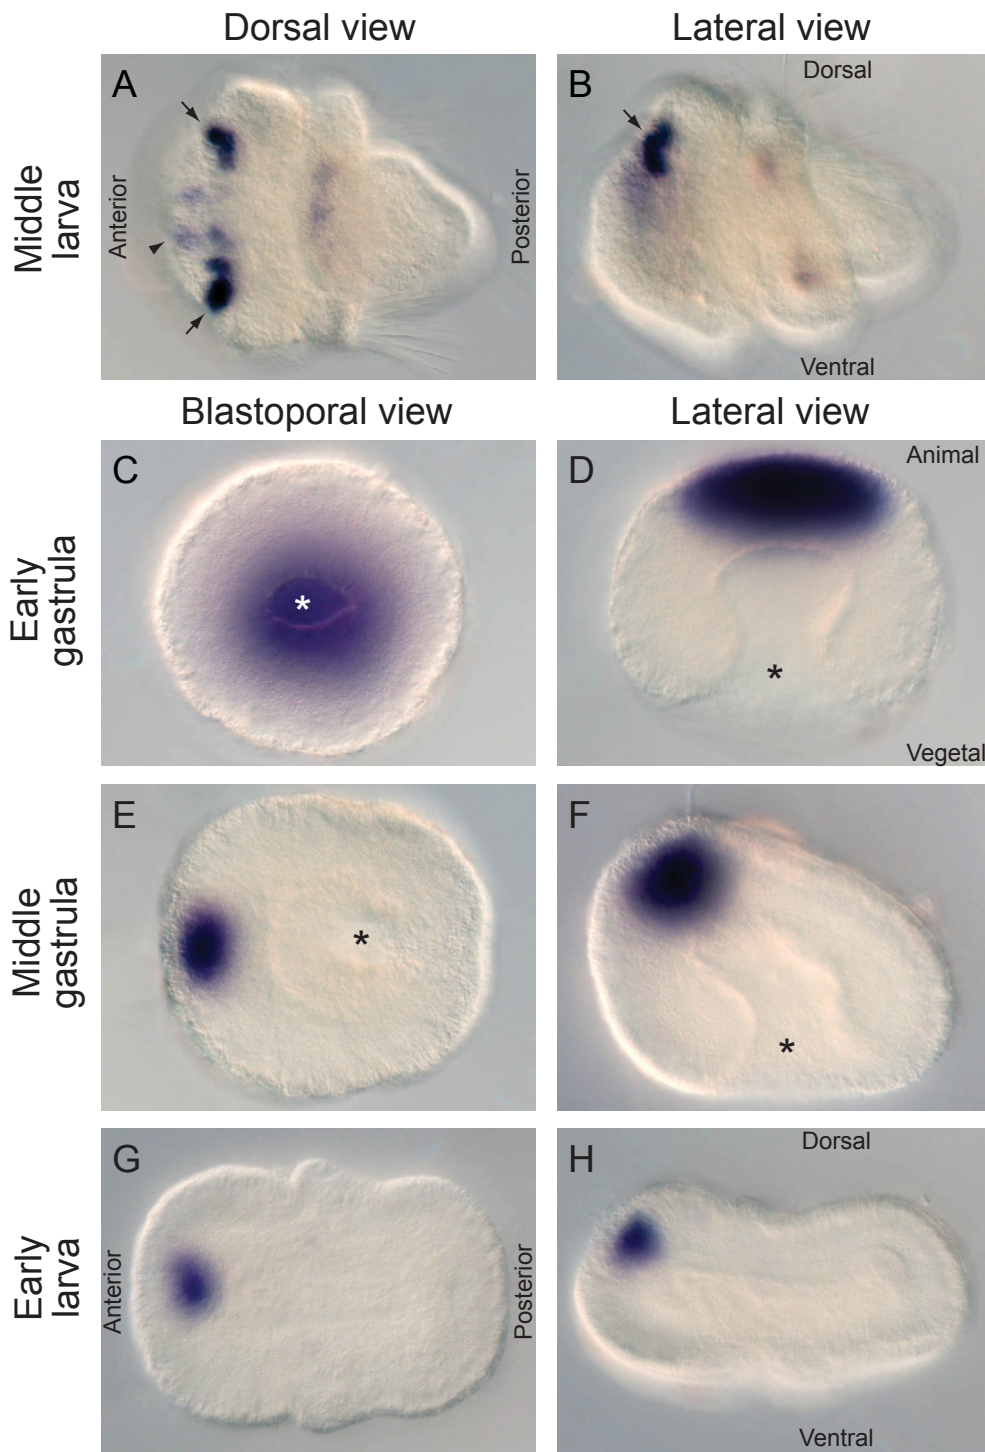 Dorsal view
Lateral view
Middle
larva
A
Anterior
Posterior
B
Dorsal
Ventral
Blastoporal view
Lateral view
Early
gastrula
C
*
D
Animal
*
Vegetal
Middle
gastrula
E
*
F
*
Early
larva
G
Anterior
Posterior
H
Dorsal
Ventral